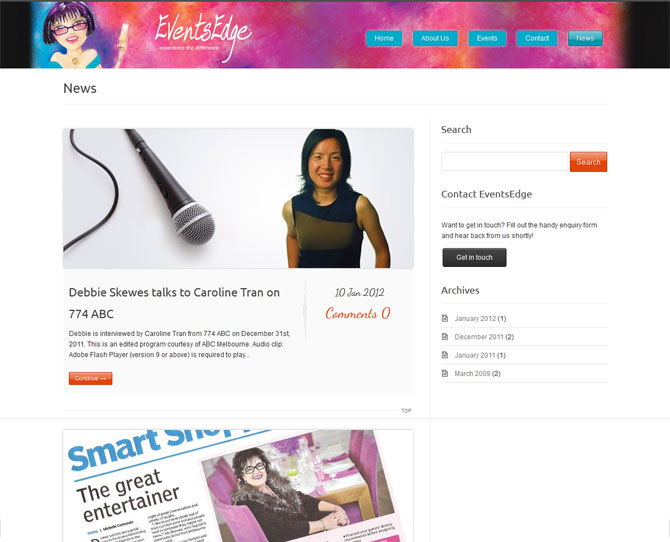 EventsEdge
experience the difference
Home
About Us
Events
Contact
News
News
Debbie Skewes talks to Caroline Tran on
774 ABC
Debbie is interviewed by Caroline Tran from 774 ABC on December 31st,
2011. This is an edited program courtesy of ABC Melbourne. Audio clip:
Adobe Flash Player (version 9 or above) is required to play...
Continue →
10 Jan 2012
Comments 0
TOP
Smart
The great
entertainer
Search
Search
Contact EventsEdge
Want to get in touch? Fill out the handy enquiry form
and hear back from us shortly!
Get in touch
Archives
January 2012 (1)
December 2011 (2)
January 2011 (1)
March 2009 (2)